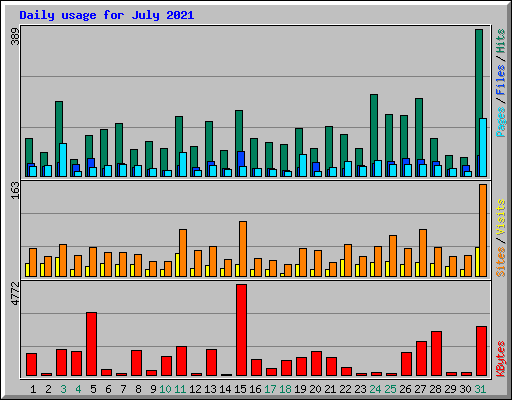 Daily usage for July 2021
389
Pages / Files / Hits
163
Sites / Visits
4772
KBytes
1 2 3 4 5 6 7 8 9 10 11 12 13 14 15 16 17 18 19 20 21 22 23 24 25 26 27 28 29 30 31